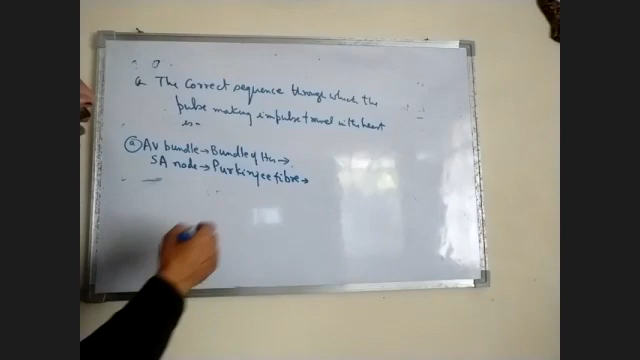 Q The Correct sequence through which the
pulse making impulse travel in the heart
is -
(a) AV bundle → Bundle of His →
SA node → Purkinjee fibre →